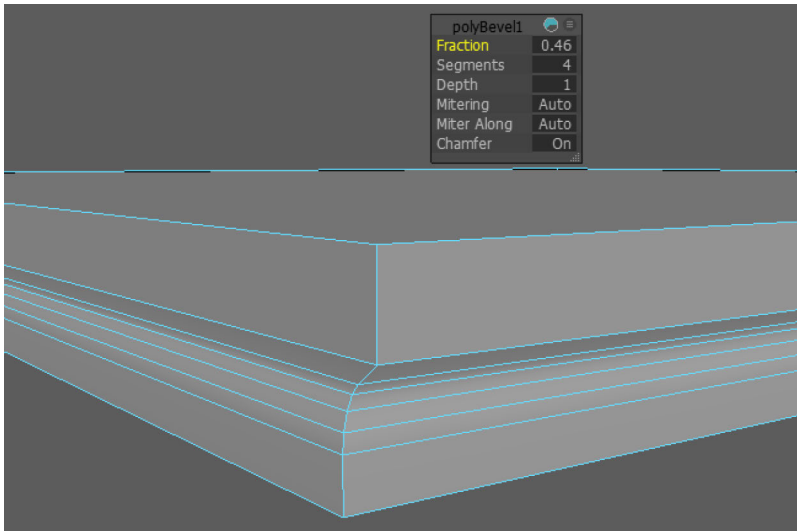 polyBevel1
Fraction 0.46
Segments 4
Depth 1
Mitering Auto
Miter Along Auto
Chamfer On